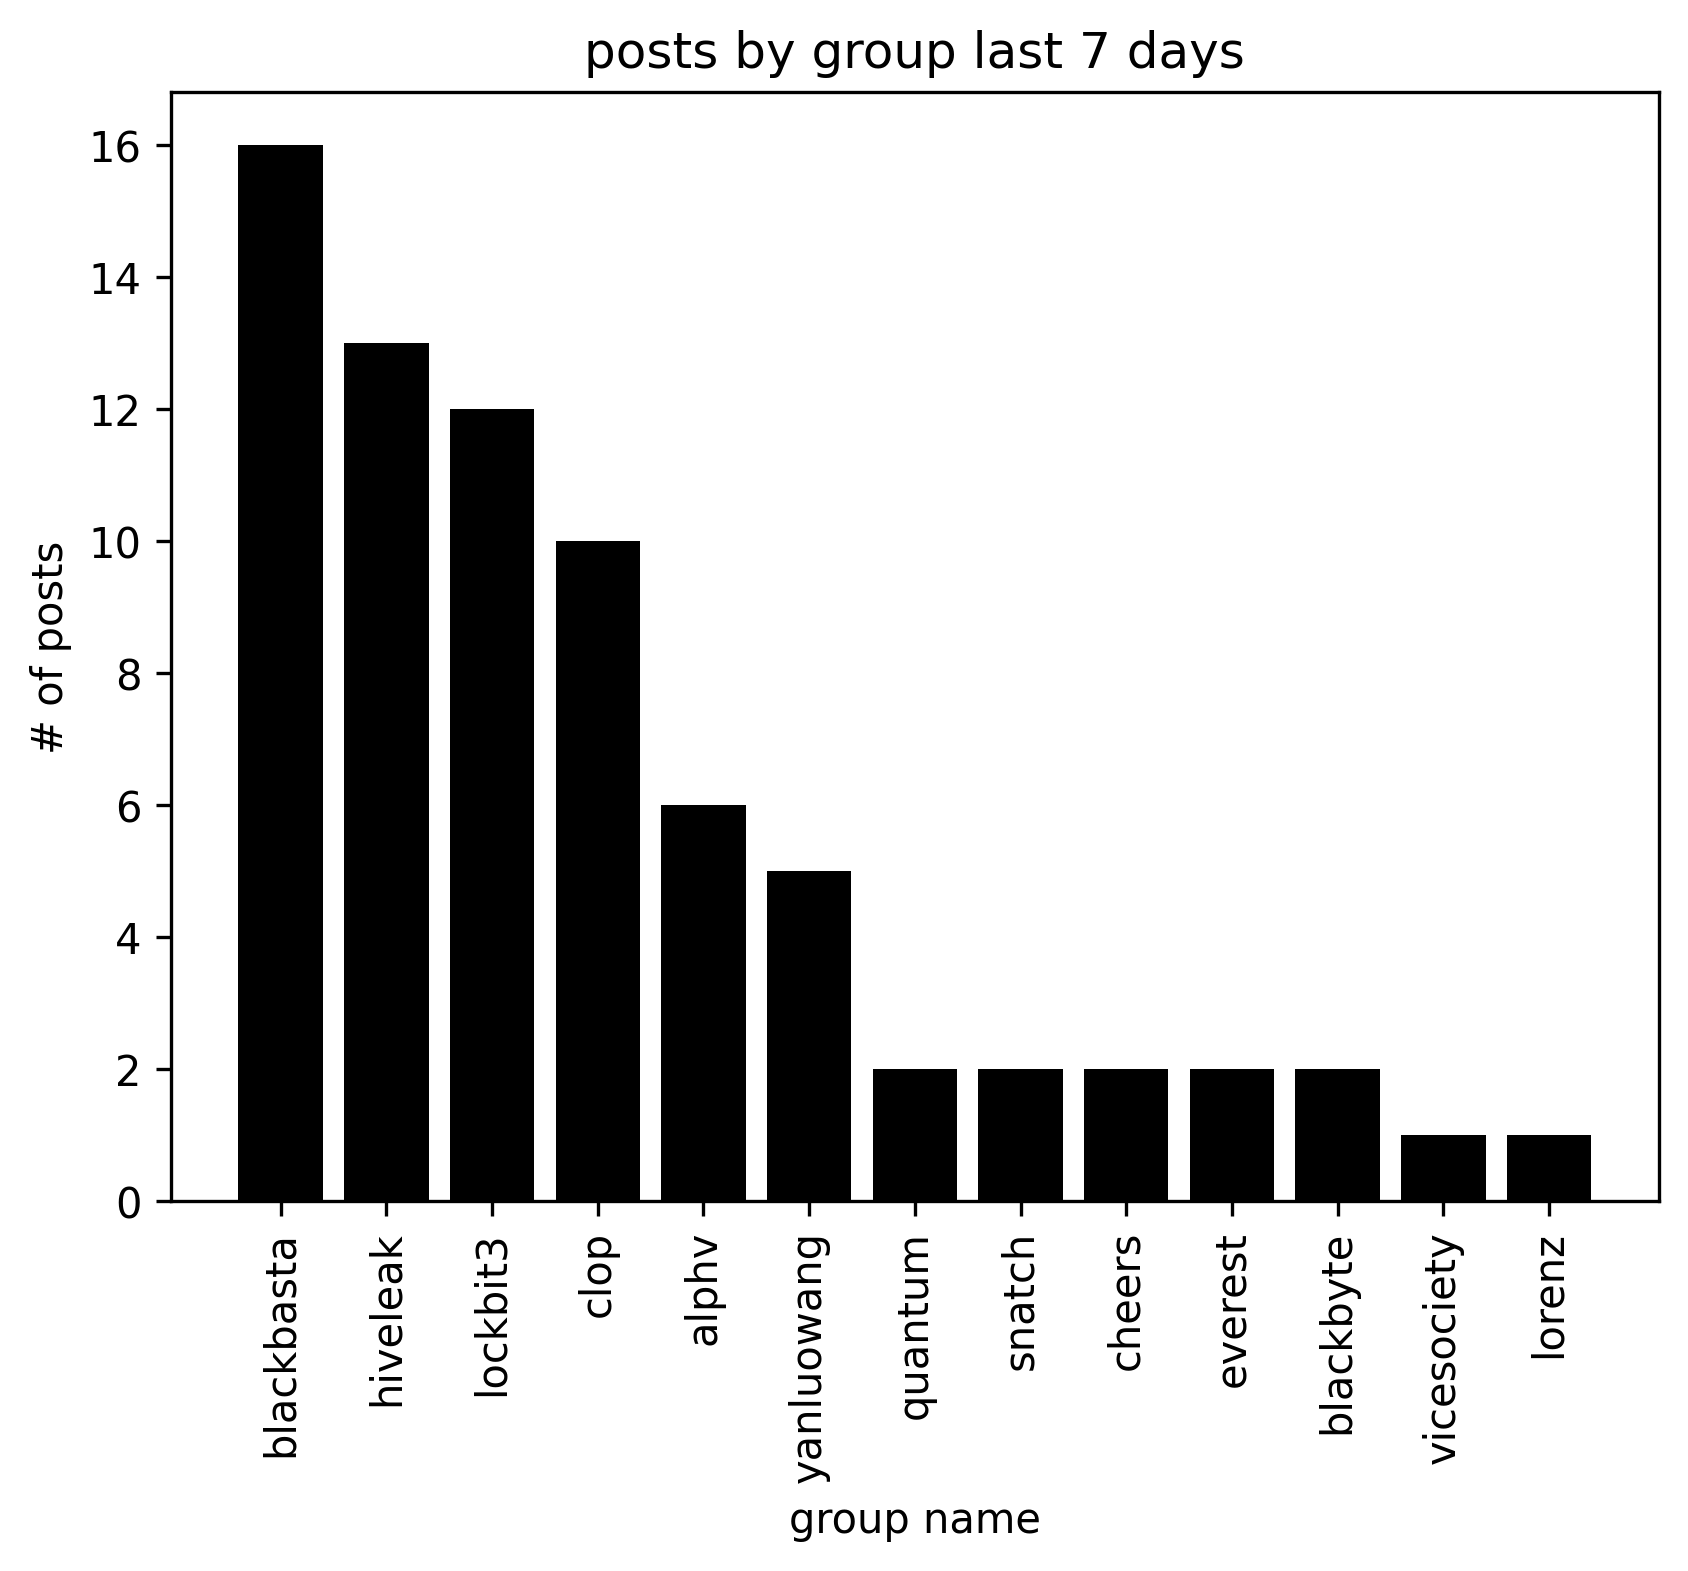 posts by group last 7 days
# of posts
16
14
12
10
8
6
4
2
0
blackbasta
hiveleak
lockbit3
clop
alphv
yanluowang
quantum
snatch
cheers
everest
blackbyte
vicesociety
lorenz
group name